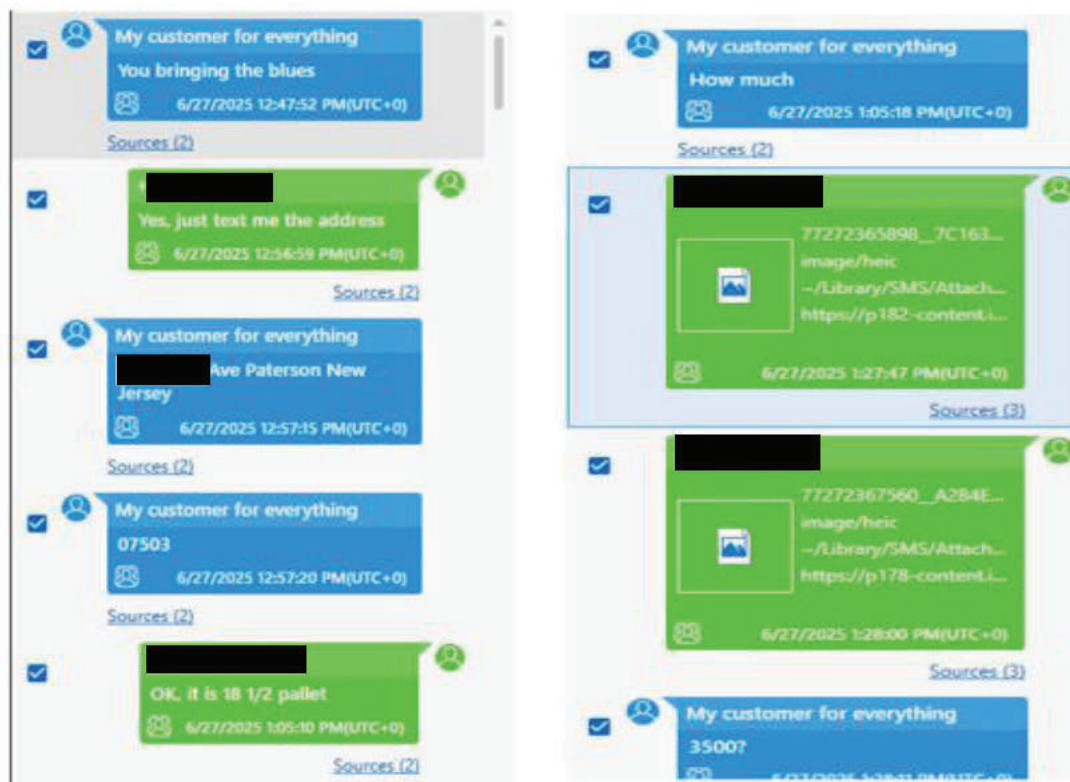 My customer for everything
You bringing the blues
6/27/2025 12:47:52 PM(UTC+0)
Sources (2)
Yes, just text me the address
6/27/2025 12:56:59 PM(UTC+0)
Sources (2)
My customer for everything
Ave Paterson New
Jersey
6/27/2025 12:57:15 PM(UTC+0)
Sources (2)
My customer for everything
07503
6/27/2025 12:57:20 PM(UTC+0)
Sources (2)
OK, it is 18 1/2 pallet
6/27/2025 1:05:10 PM(UTC+0)
Sources (2)
My customer for everything
How much
6/27/2025 1:05:18 PM(UTC+0)
Sources (2)
77272365898__7C163...
image/heic
~/Library/SMS/Attach...
https://p182-content.i...
6/27/2025 1:27:47 PM(UTC+0)
Sources (3)
77272367560__A2B4E...
image/heic
~/Library/SMS/Attach...
https://p178-content.i...
6/27/2025 1:28:00 PM(UTC+0)
Sources (3)
My customer for everything
3500?